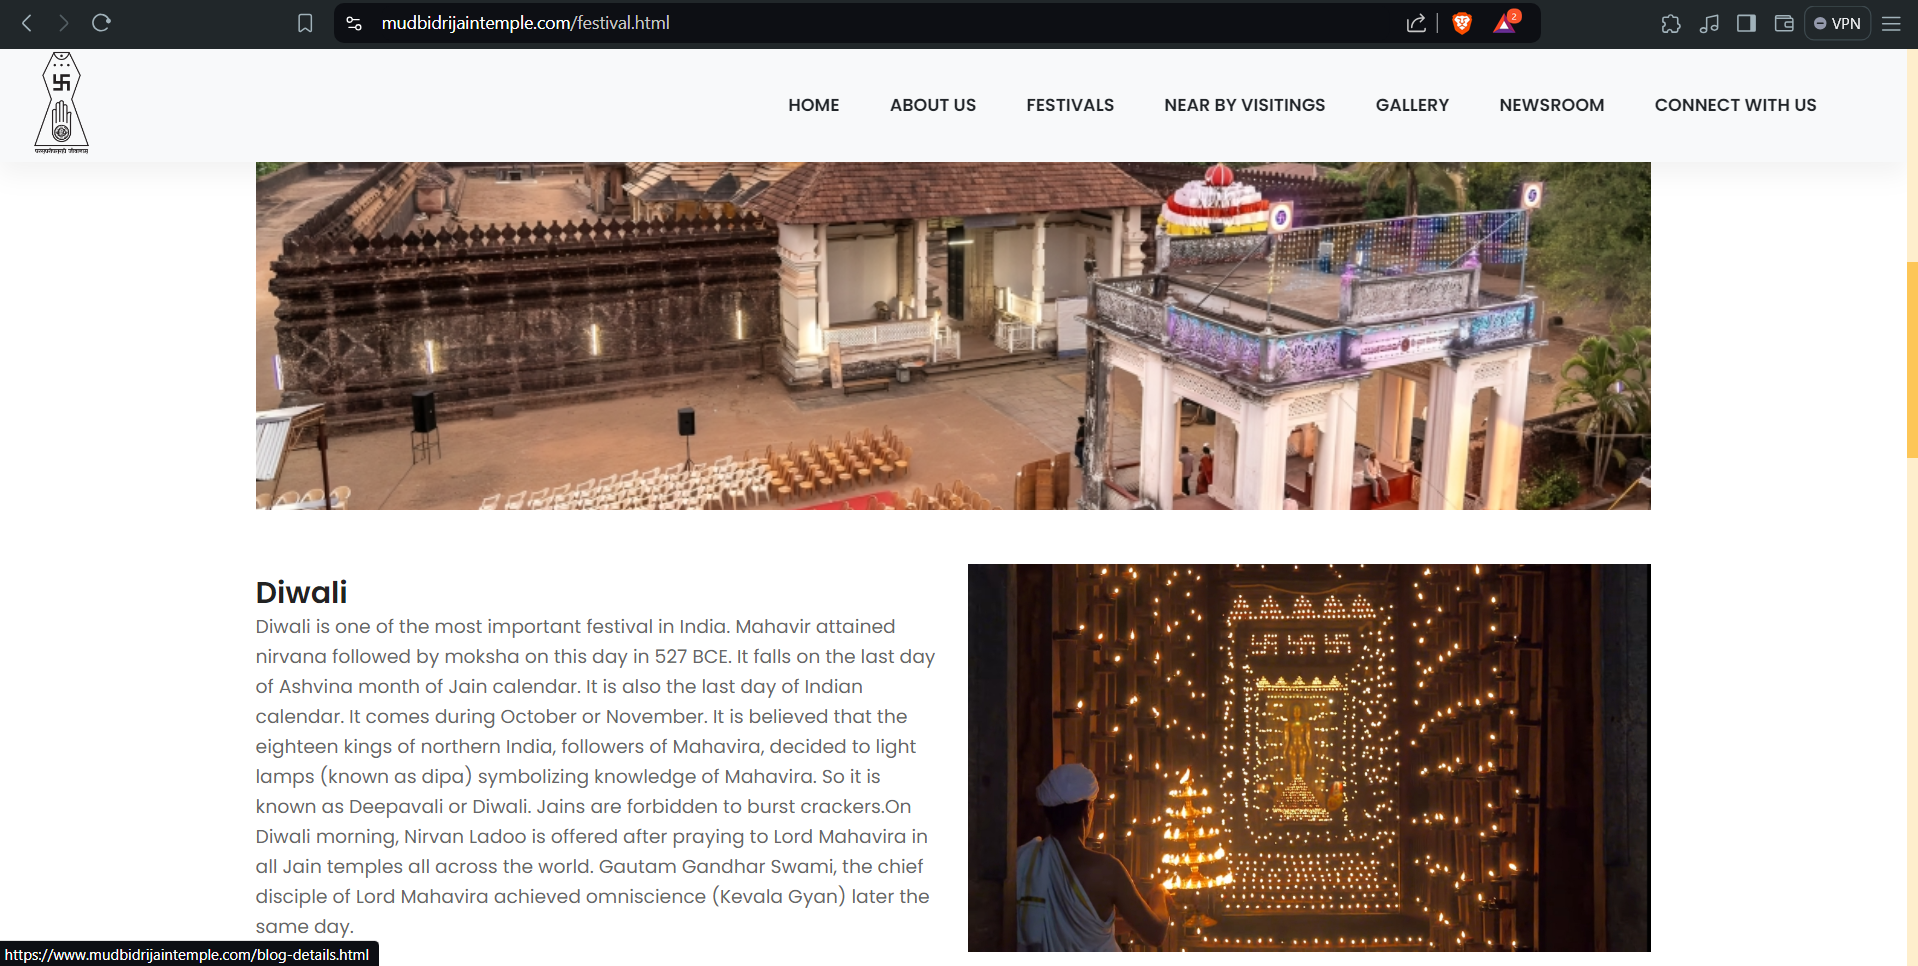 mudbidrijaintemple.com/festival.html
2
VPN
परस्परोपग्रहो जीवानाम्
HOME ABOUT US FESTIVALS NEAR BY VISITINGS GALLERY NEWSROOM CONNECT WITH US
Diwali
Diwali is one of the most important festival in India. Mahavir attained
nirvana followed by moksha on this day in 527 BCE. It falls on the last day
of Ashvina month of Jain calendar. It is also the last day of Indian
calendar. It comes during October or November. It is believed that the
eighteen kings of northern India, followers of Mahavira, decided to light
lamps (known as dipa) symbolizing knowledge of Mahavira. So it is
known as Deepavali or Diwali. Jains are forbidden to burst crackers.On
Diwali morning, Nirvan Ladoo is offered after praying to Lord Mahavira in
all Jain temples all across the world. Gautam Gandhar Swami, the chief
disciple of Lord Mahavira achieved omniscience (Kevala Gyan) later the
same day.
https://www.mudbidrijaintemple.com/blog-details.html